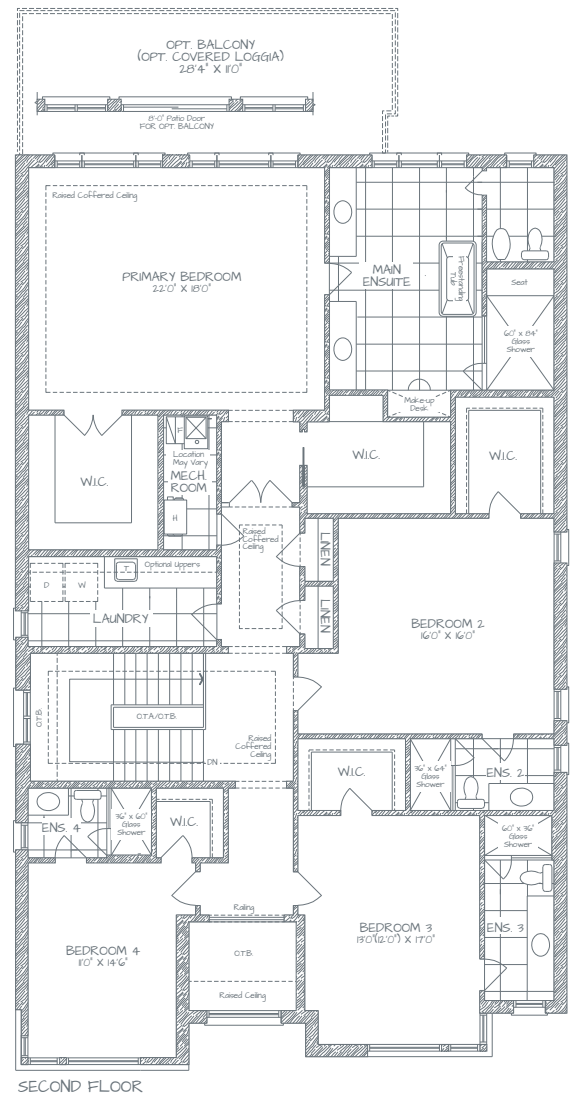 OPT. BALCONY
(OPT. COVERED LOGGIA)
28'4" X 11'0"
8'-0" Patio Door
FOR OPT. BALCONY
Raised Coffered Ceiling
PRIMARY BEDROOM
22'0" X 18'0"
MAIN
ENSUITE
Freestanding
Tub
Seat
60" x 84"
Glass
Shower
Make-up
Desk
W.I.C.
F
Location
May Vary
MECH.
ROOM
H
W.I.C.
W.I.C.
Raised
Coffered
Ceiling
LINEN
LINEN
D
W
T
Optional Uppers
LAUNDRY
BEDROOM 2
16'0" X 16'0"
O.T.B.
O.T.A/O.T.B.
Raised
Coffered
Ceiling
DN
W.I.C.
36" x 64"
Glass
Shower
ENS. 2
ENS. 4
36" x 60"
Glass
Shower
W.I.C.
60" x 36"
Glass
Shower
Railing
BEDROOM 4
11'0" X 14'6"
O.T.B.
Raised Ceiling
BEDROOM 3
13'0"(12'0") X 17'0"
ENS. 3
SECOND FLOOR